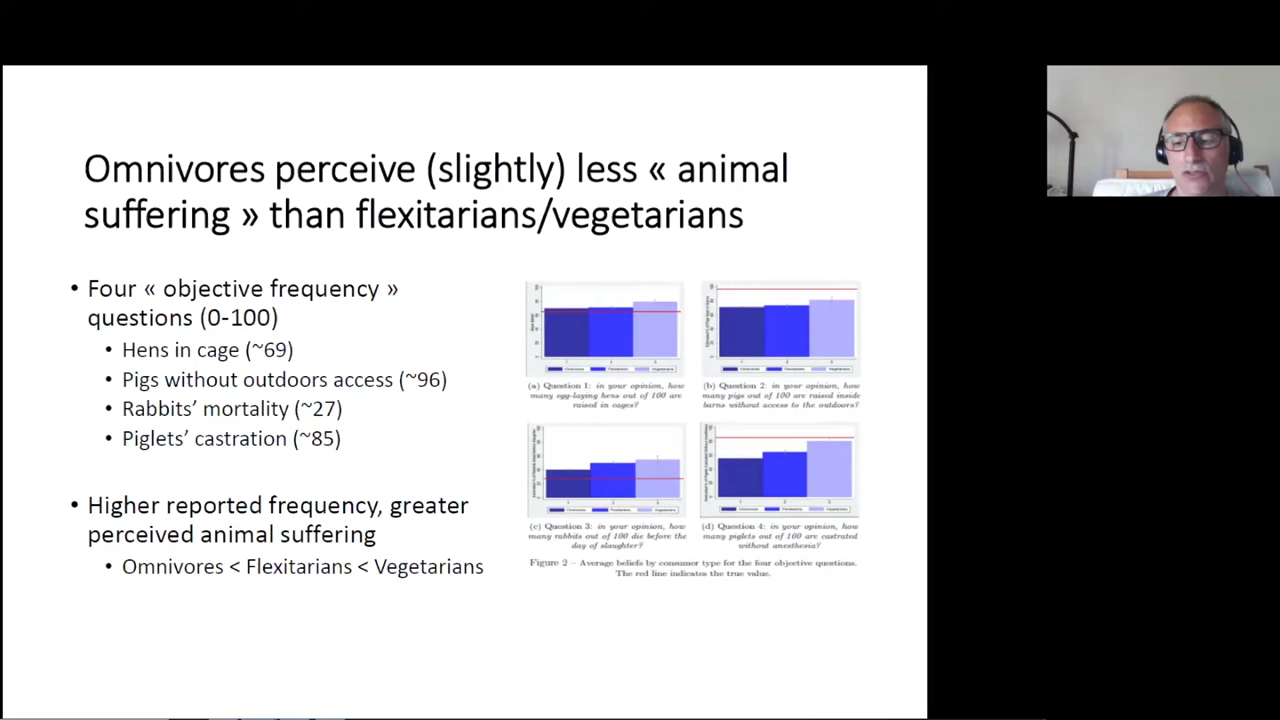 Omnivores perceive (slightly) less « animal
suffering » than flexitarians/vegetarians
• Four « objective frequency »
questions (0-100)
• Hens in cage (~69)
• Pigs without outdoors access (~96)
• Rabbits’ mortality (~27)
• Piglets’ castration (~85)
• Higher reported frequency, greater
perceived animal suffering
• Omnivores < Flexitarians < Vegetarians
(a) Question 1: in your opinion, how
many egg-laying hens out of 100 are
raised in cages?
(b) Question 2: in your opinion, how
many pigs out of 100 are raised inside
barns without access to the outdoors?
(c) Question 3: in your opinion, how
many rabbits out of 100 die before the
day of slaughter?
(d) Question 4: in your opinion, how
many piglets out of 100 are castrated
without anesthesia?
Figure 2 – Average beliefs by consumer type for the four objective questions.
The red line indicates the true value.